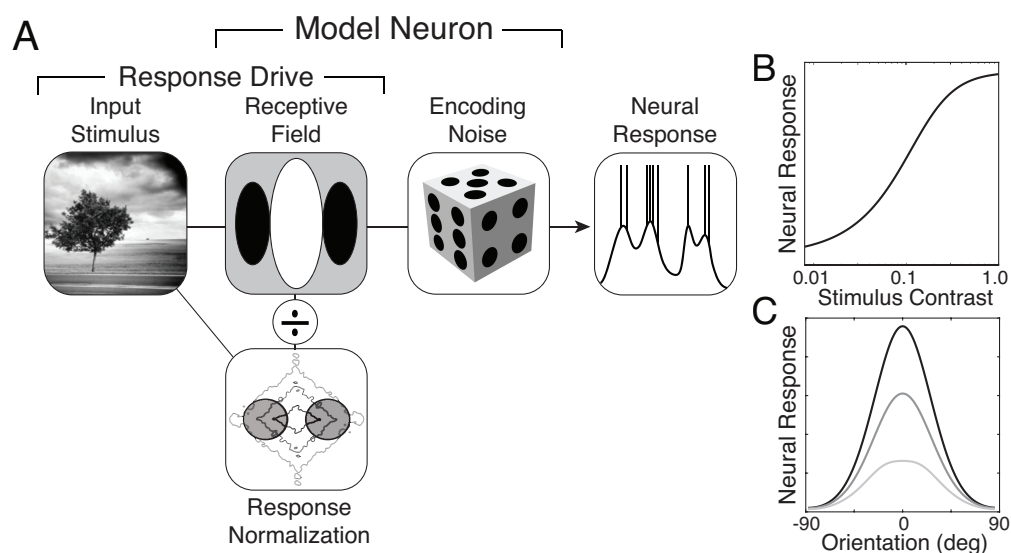 A
Model Neuron
Response Drive
Input
Stimulus
Receptive
Field
Encoding
Noise
Neural
Response
÷
Response
Normalization
B
Neural Response
0.01
0.1
1.0
Stimulus Contrast
C
Neural Response
-90
0
90
Orientation (deg)